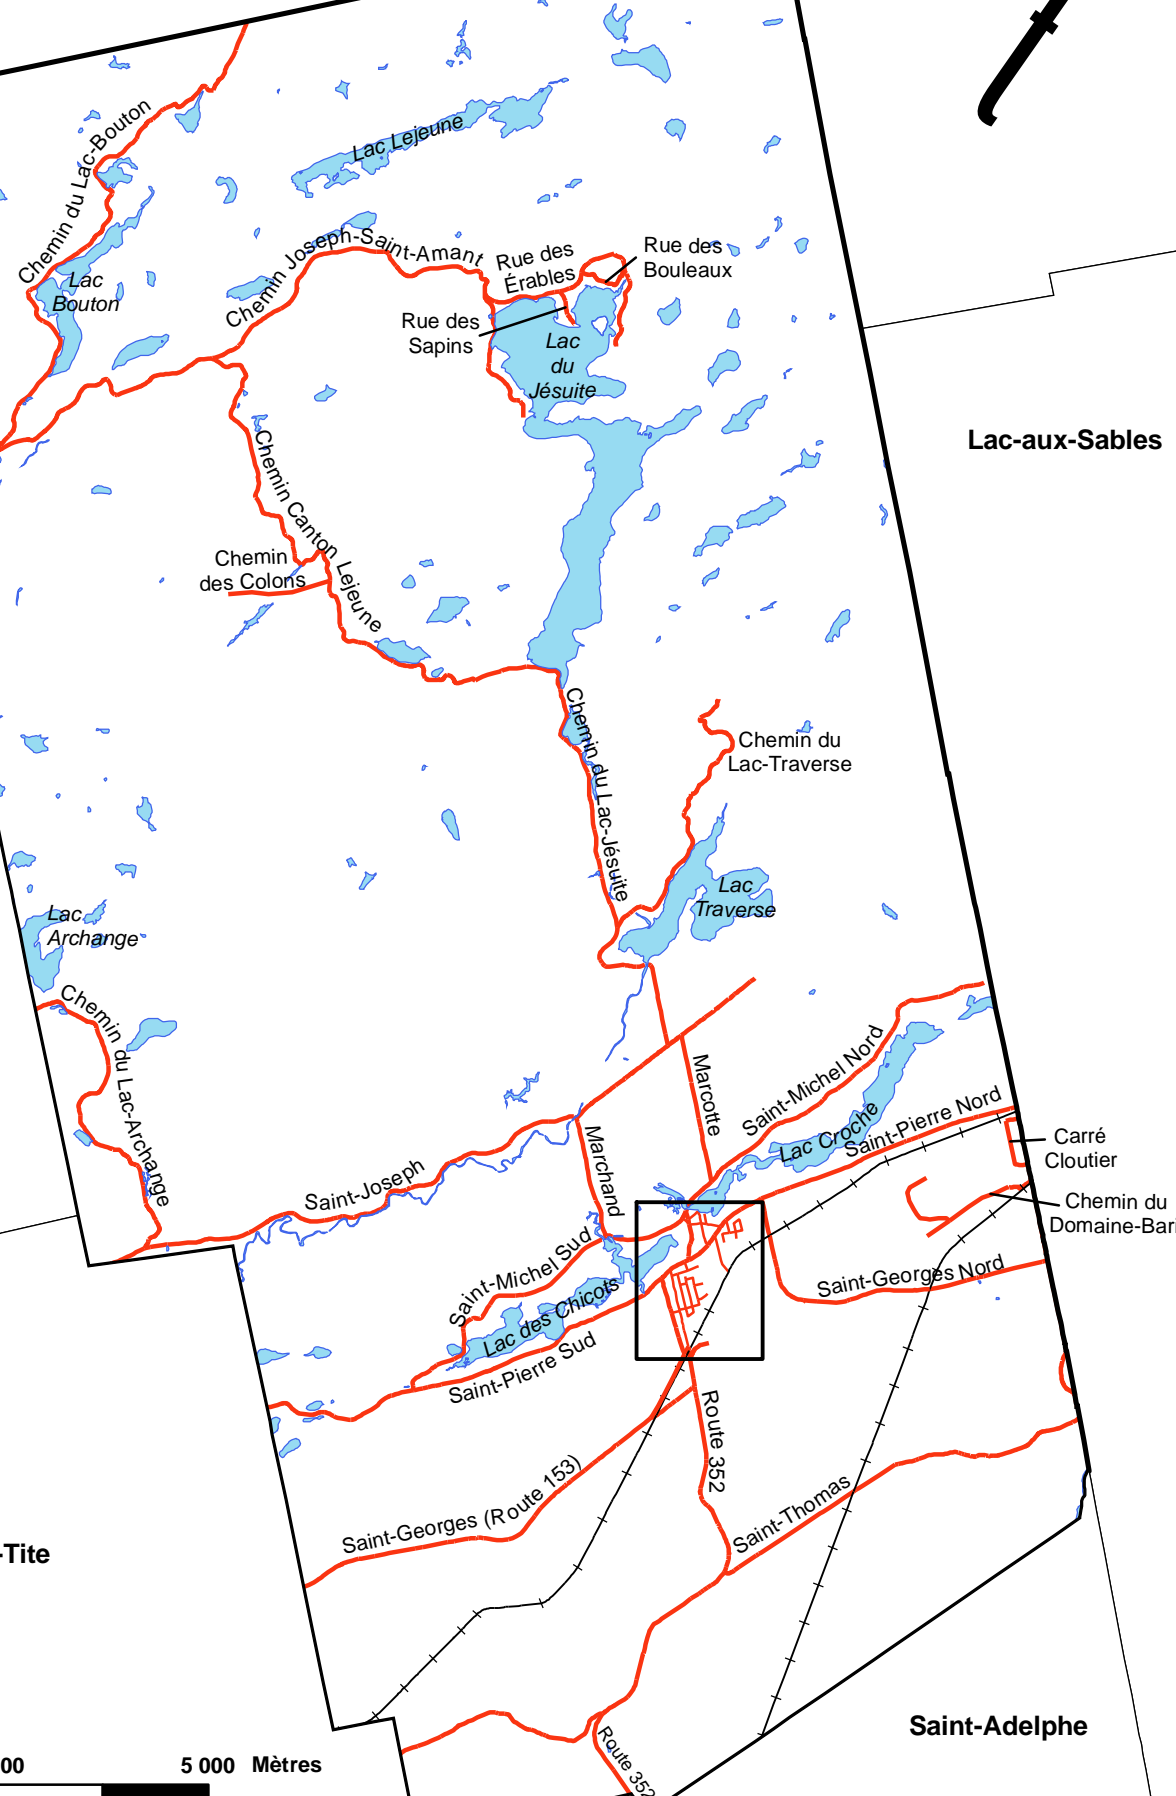 Chemin du Lac-Bouton
Lac Lejeune
Lac
Bouton
Chemin Joseph-Saint-Amant
Rue des
Érables
Rue des
Bouleaux
Rue des
Sapins
Lac
du
Jésuite
Lac-aux-Sables
Chemin Canton Lejeune
Chemin
des Colons
Chemin du Lac-Jésuite
Chemin du
Lac-Traverse
Lac
Traverse
Lac
Archange
Chemin du Lac-Archange
Marcotte
Saint-Michel Nord
Lac Croche
Saint-Pierre Nord
Carré
Cloutier
Chemin du
Domaine-Bari
Marchand
Saint-Joseph
Saint-Michel Sud
Lac des Chicots
Saint-Pierre Sud
Saint-Georges Nord
Route 352
Saint-Georges (Route 153)
Saint-Thomas
-Tite
Saint-Adelphe
Route 352
00 5 000 Mètres